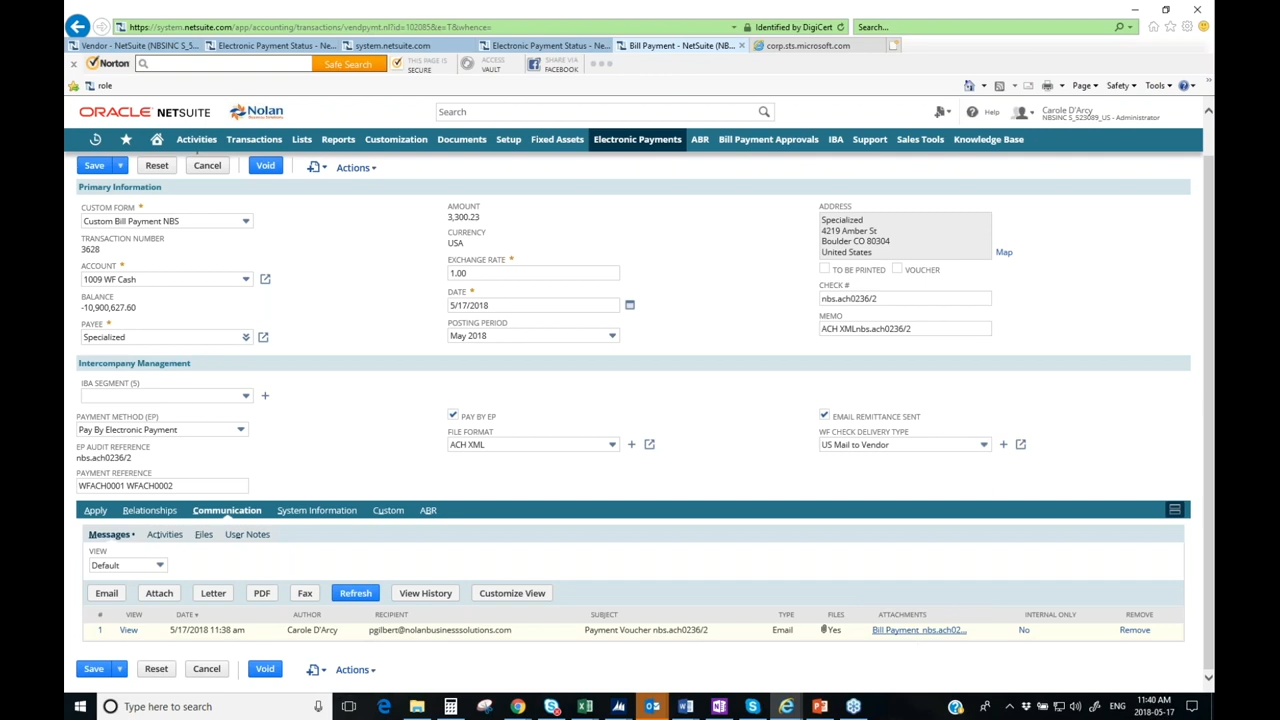 https://system.netsuite.com/app/accounting/transactions/vendpymt.nl?id=102085&e=T&whence=
Identified by DigiCert
Search...
Vendor - NetSuite (NBSINC S_5...
Electronic Payment Status - Ne...
system.netsuite.com
Electronic Payment Status - Ne...
Bill Payment - NetSuite (NB...
corp.sts.microsoft.com
x Norton
Safe Search
THIS PAGE IS
SECURE
ACCESS
VAULT
SHARE VIA
FACEBOOK
role
Page
Safety
Tools
ORACLE NETSUITE
Nolan
Search
Help
Carole D'Arcy
NBSINC S_523089_US - Administrator
Activities Transactions Lists Reports Customization Documents Setup Fixed Assets Electronic Payments ABR Bill Payment Approvals IBA Support Sales Tools Knowledge Base
Save Reset Cancel Void Actions
Primary Information
CUSTOM FORM *
Custom Bill Payment NBS
TRANSACTION NUMBER
3628
ACCOUNT *
1009 WF Cash
BALANCE
-10,900,627.60
PAYEE *
Specialized
AMOUNT
3,300.23
CURRENCY
USA
EXCHANGE RATE *
1.00
DATE *
5/17/2018
POSTING PERIOD
May 2018
ADDRESS
Specialized
4219 Amber St
Boulder CO 80304
United States
Map
TO BE PRINTED VOUCHER
CHECK #
nbs.ach0236/2
MEMO
ACH XMLnbs.ach0236/2
Intercompany Management
IBA SEGMENT (S)
PAYMENT METHOD (EP)
Pay By Electronic Payment
EP AUDIT REFERENCE
nbs.ach0236/2
PAYMENT REFERENCE
WFACH0001 WFACH0002
PAY BY EP
FILE FORMAT
ACH XML
EMAIL REMITTANCE SENT
WF CHECK DELIVERY TYPE
US Mail to Vendor
Apply Relationships Communication System Information Custom ABR
Messages • Activities Files User Notes
VIEW
Default
Email Attach Letter PDF Fax Refresh View History Customize View
# VIEW DATE AUTHOR RECIPIENT SUBJECT TYPE FILES ATTACHMENTS INTERNAL ONLY REMOVE
1 View 5/17/2018 11:38 am Carole D'Arcy pgilbert@nolanbusinesssolutions.com Payment Voucher nbs.ach0236/2 Email Yes Bill Payment_nbs.ach02... No Remove
Save Reset Cancel Void Actions
Type here to search
11:40 AM
2018-05-17